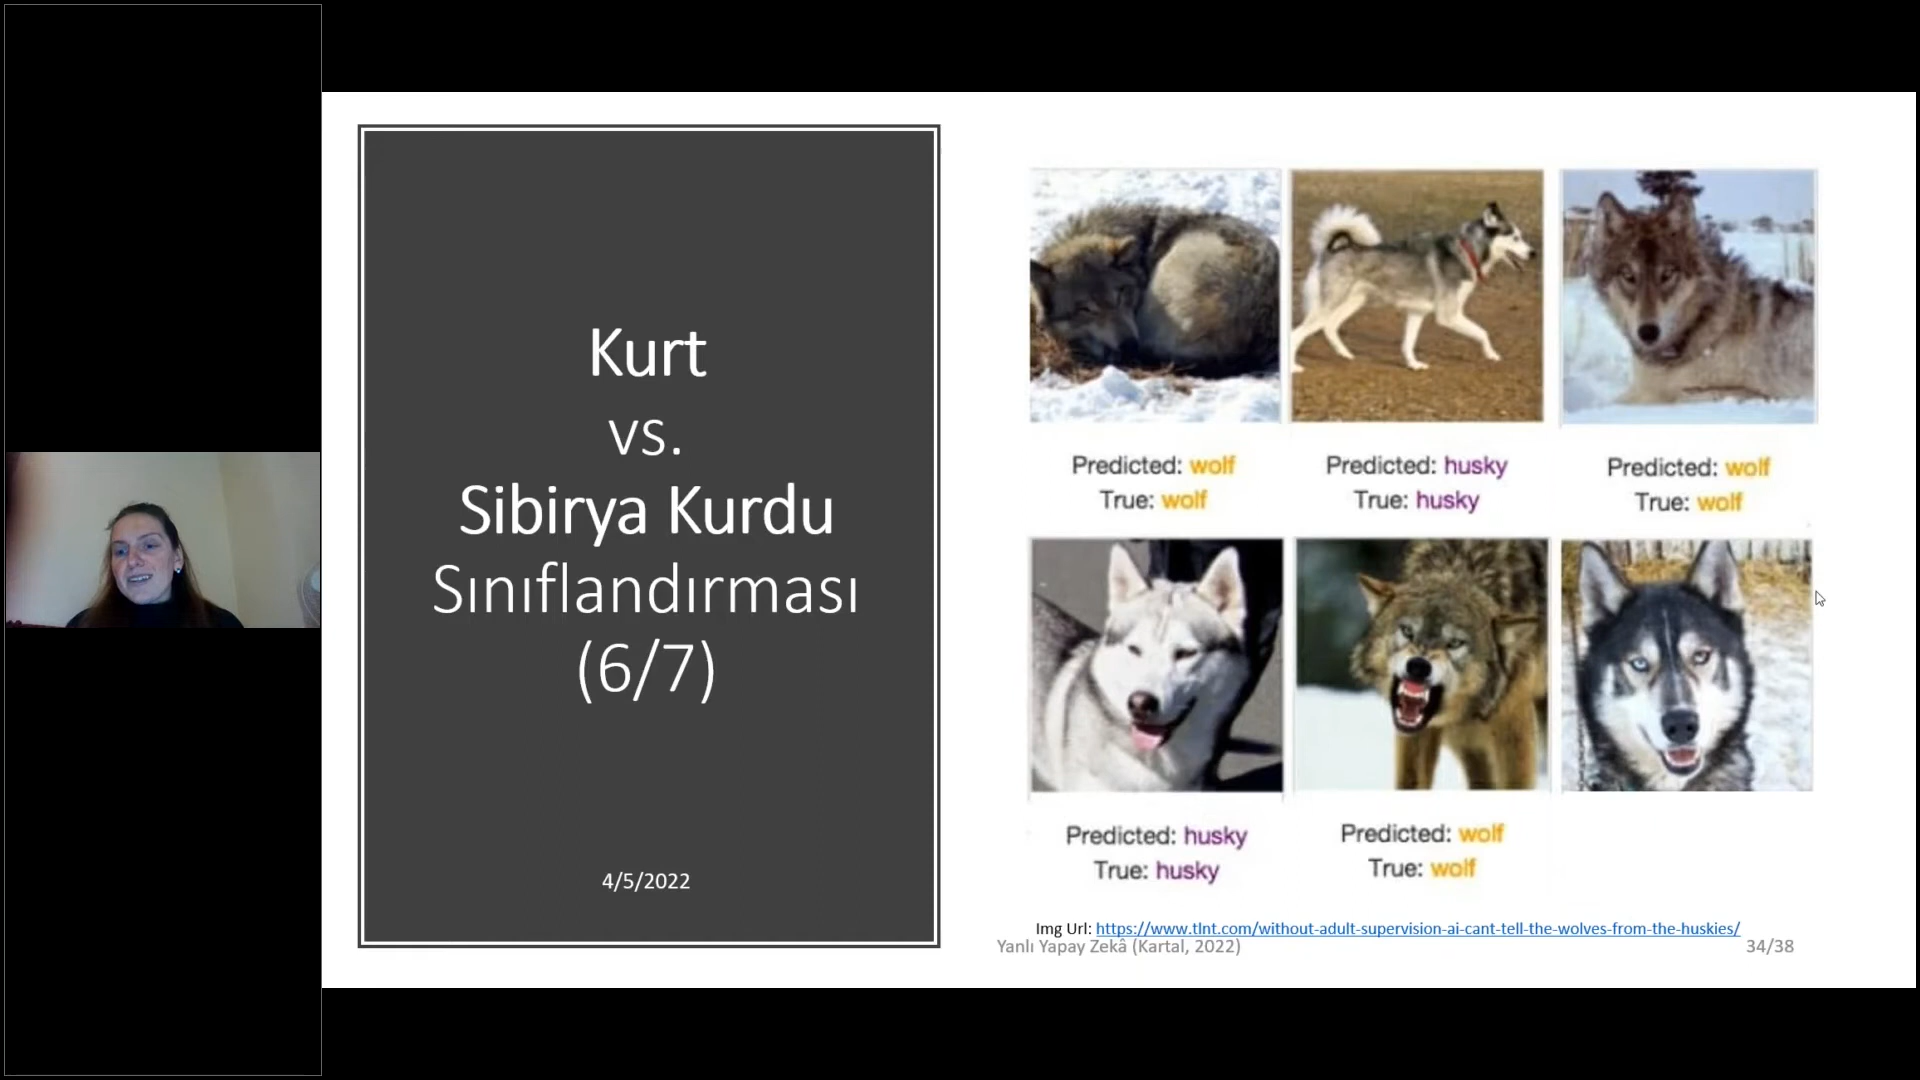 Kurt
vs.
Sibirya Kurdu
Sınıflandırması
(6/7)
4/5/2022
Predicted: wolf
True: wolf
Predicted: husky
True: husky
Predicted: wolf
True: wolf
Predicted: husky
True: husky
Predicted: wolf
True: wolf
Img Url: https://www.tlnt.com/without-adult-supervision-ai-cant-tell-the-wolves-from-the-huskies/
Yanlı Yapay Zekâ (Kartal, 2022)
34/38